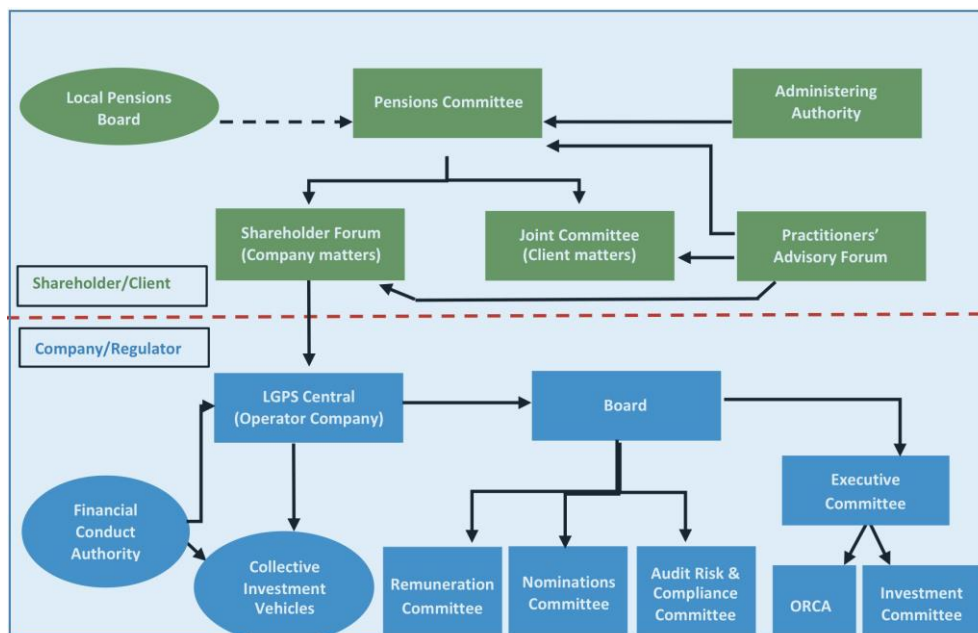 Local Pensions
Board
Pensions Committee
Administering
Authority
Shareholder Forum
(Company matters)
Joint Committee
(Client matters)
Practitioners’
Advisory Forum
Shareholder/Client
Company/Regulator
LGPS Central
(Operator Company)
Board
Executive
Committee
Financial
Conduct
Authority
Collective
Investment
Vehicles
Remuneration
Committee
Nominations
Committee
Audit Risk &
Compliance
Committee
ORCA
Investment
Committee